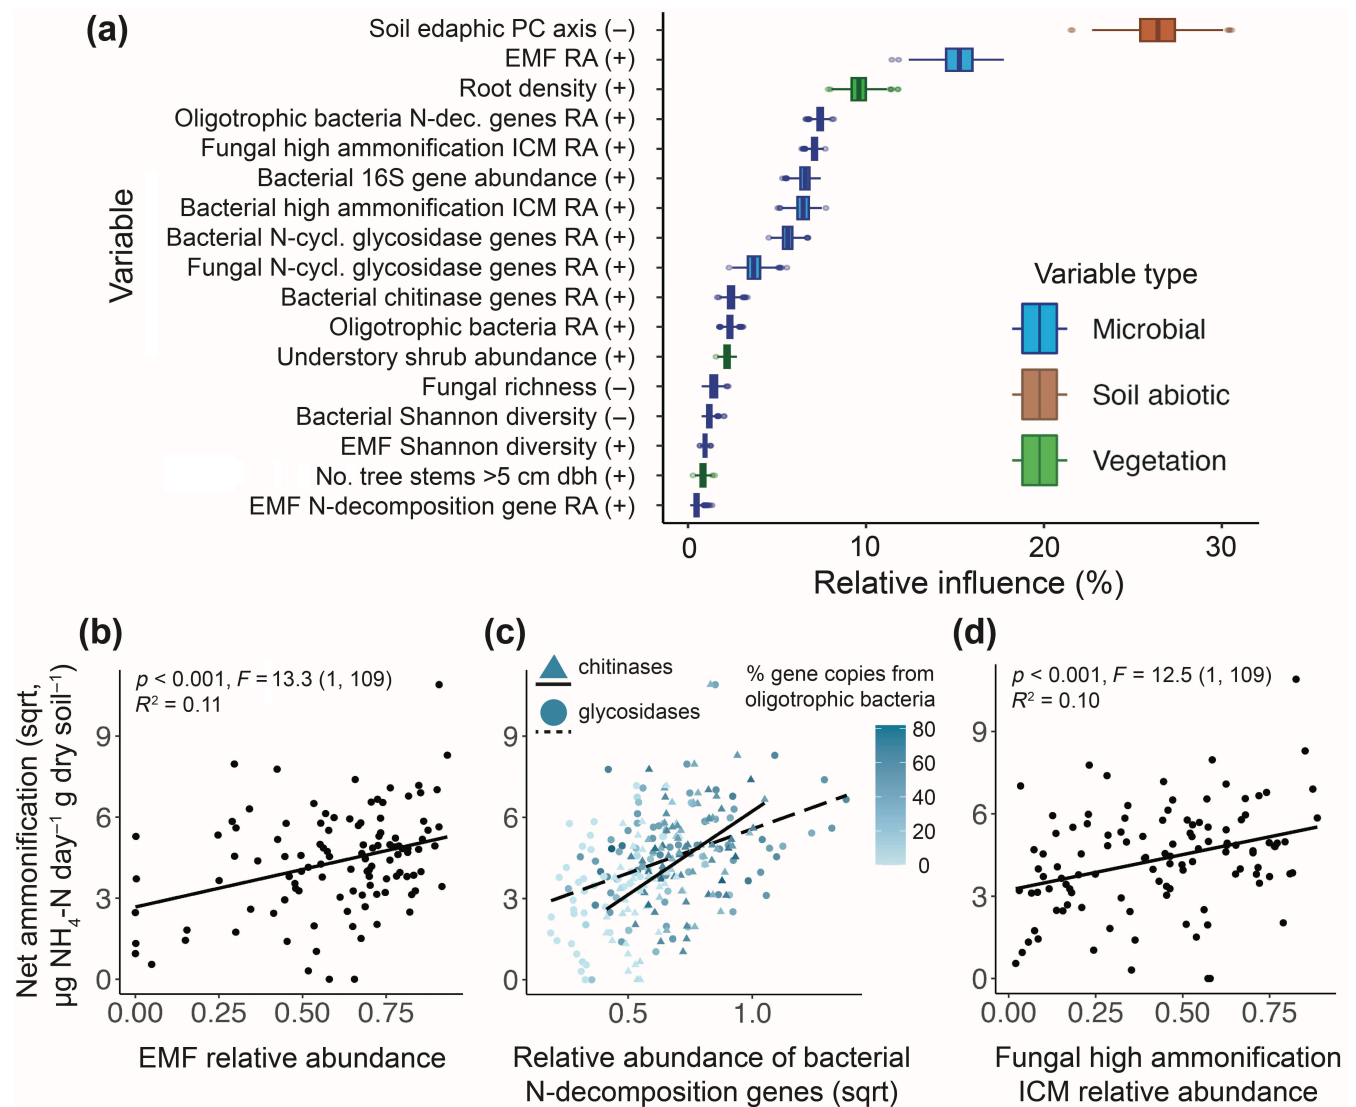 (a)
Variable
Soil edaphic PC axis (–)
EMF RA (+)
Root density (+)
Oligotrophic bacteria N-dec. genes RA (+)
Fungal high ammonification ICM RA (+)
Bacterial 16S gene abundance (+)
Bacterial high ammonification ICM RA (+)
Bacterial N-cycl. glycosidase genes RA (+)
Fungal N-cycl. glycosidase genes RA (+)
Bacterial chitinase genes RA (+)
Oligotrophic bacteria RA (+)
Understory shrub abundance (+)
Fungal richness (–)
Bacterial Shannon diversity (–)
EMF Shannon diversity (+)
No. tree stems >5 cm dbh (+)
EMF N-decomposition gene RA (+)
Variable type
Microbial
Soil abiotic
Vegetation
0 10 20 30
Relative influence (%)
(b)
Net ammonification (sqrt,
µg NH₄-N day⁻¹ g dry soil⁻¹)
p < 0.001, F = 13.3 (1, 109)
R² = 0.11
9
6
3
0
0.00 0.25 0.50 0.75
EMF relative abundance
(c)
chitinases
glycosidases
% gene copies from
oligotrophic bacteria
80
60
40
20
0
9
6
3
0
0.5 1.0
Relative abundance of bacterial
N-decomposition genes (sqrt)
(d)
p < 0.001, F = 12.5 (1, 109)
R² = 0.10
9
6
3
0
0.00 0.25 0.50 0.75
Fungal high ammonification
ICM relative abundance